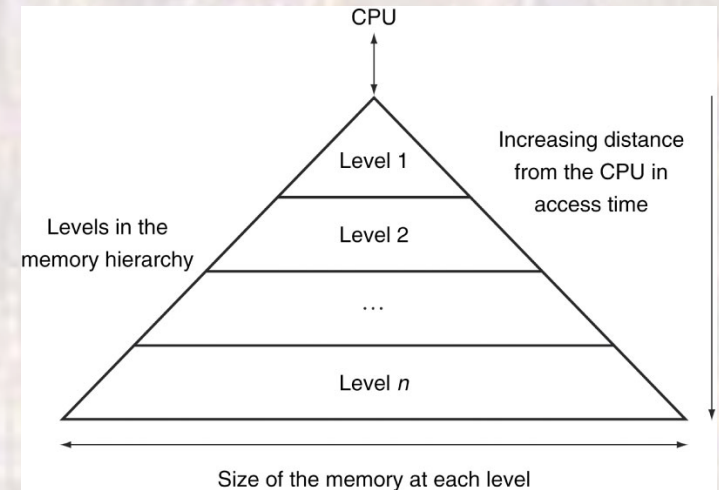 CPU
Level 1
Increasing distance
from the CPU in
access time
Levels in the
memory hierarchy
Level 2
...
Level n
Size of the memory at each level